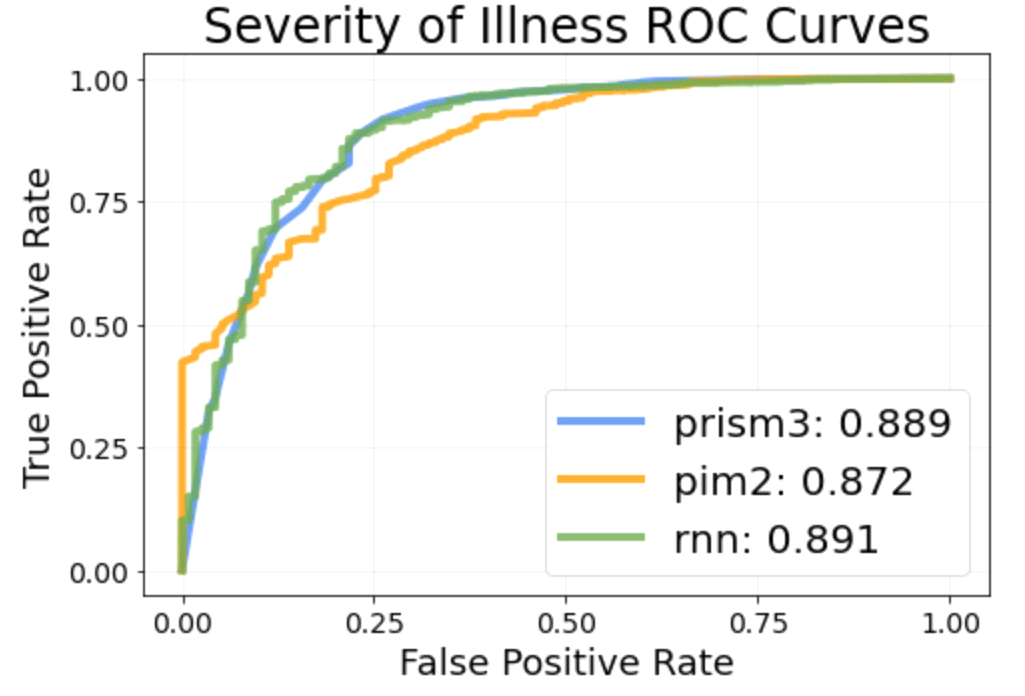 Severity of Illness ROC Curves
1.00
0.75
0.50
0.25
0.00
True Positive Rate
prism3: 0.889
pim2: 0.872
rnn: 0.891
0.00 0.25 0.50 0.75 1.00
False Positive Rate